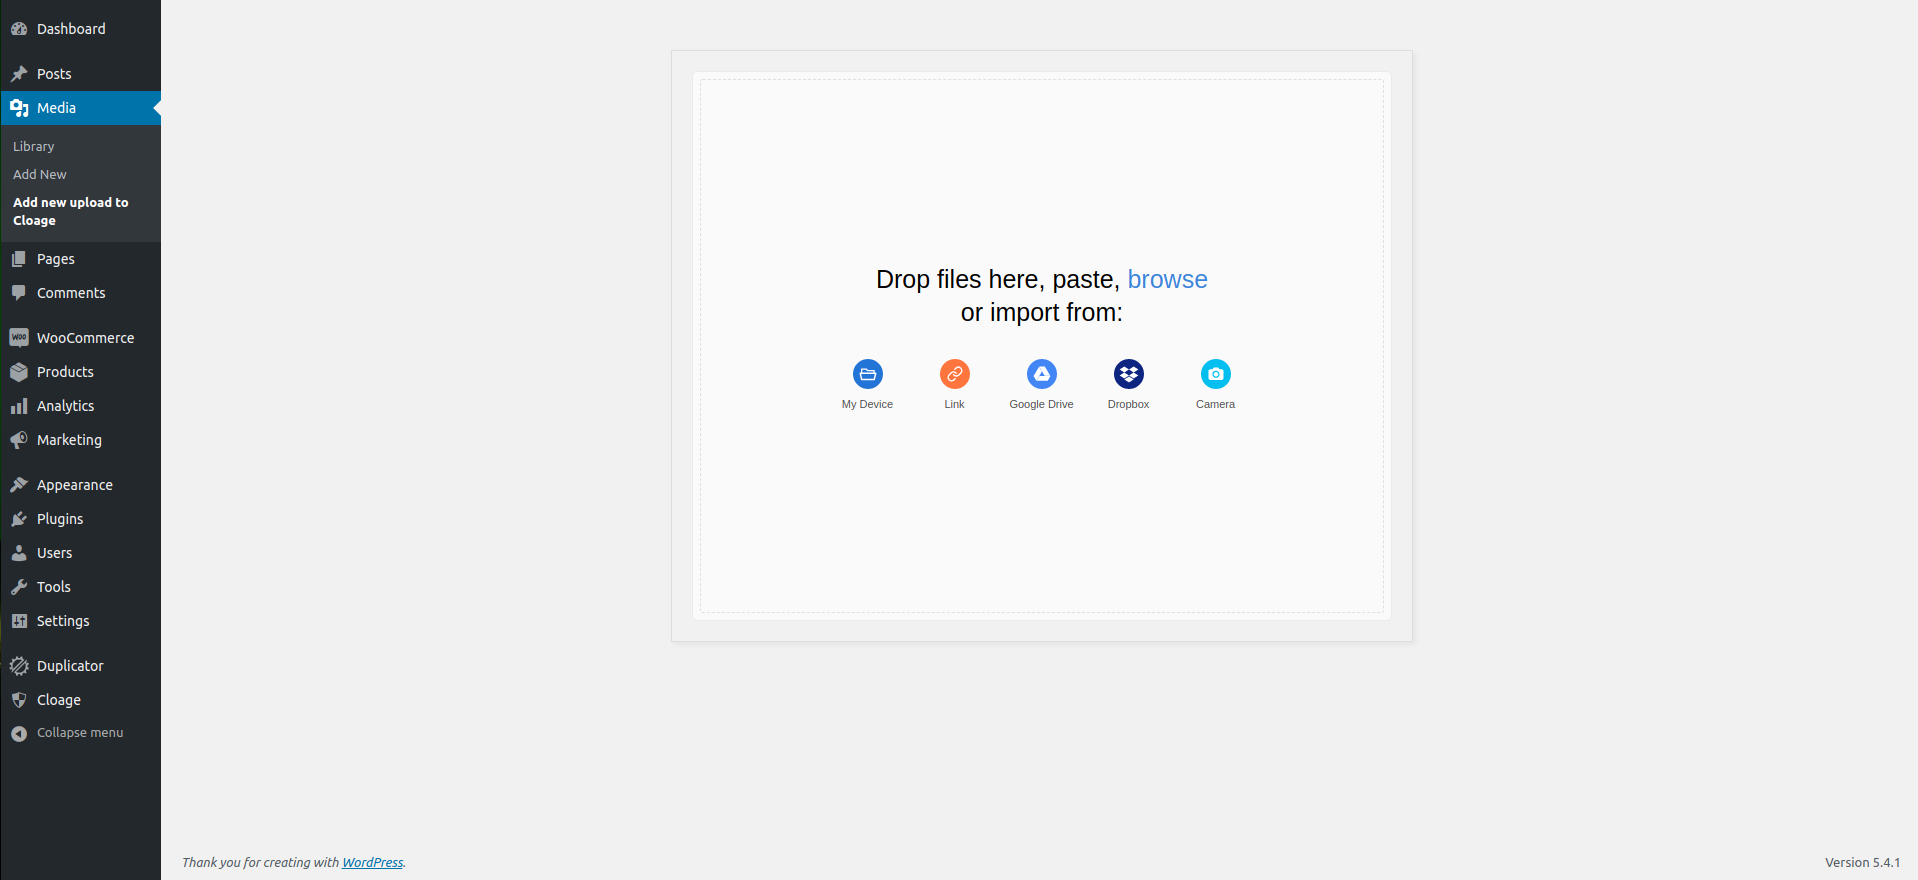 Dashboard
Posts
Media
Library
Add New
Add new upload to
Cloage
Pages
Comments
WOO
WooCommerce
Products
Analytics
Marketing
Appearance
Plugins
Users
Tools
Settings
Duplicator
Cloage
Collapse menu
Drop files here, paste, browse
or import from:
My Device
Link
Google Drive
Dropbox
Camera
Thank you for creating with WordPress.
Version 5.4.1